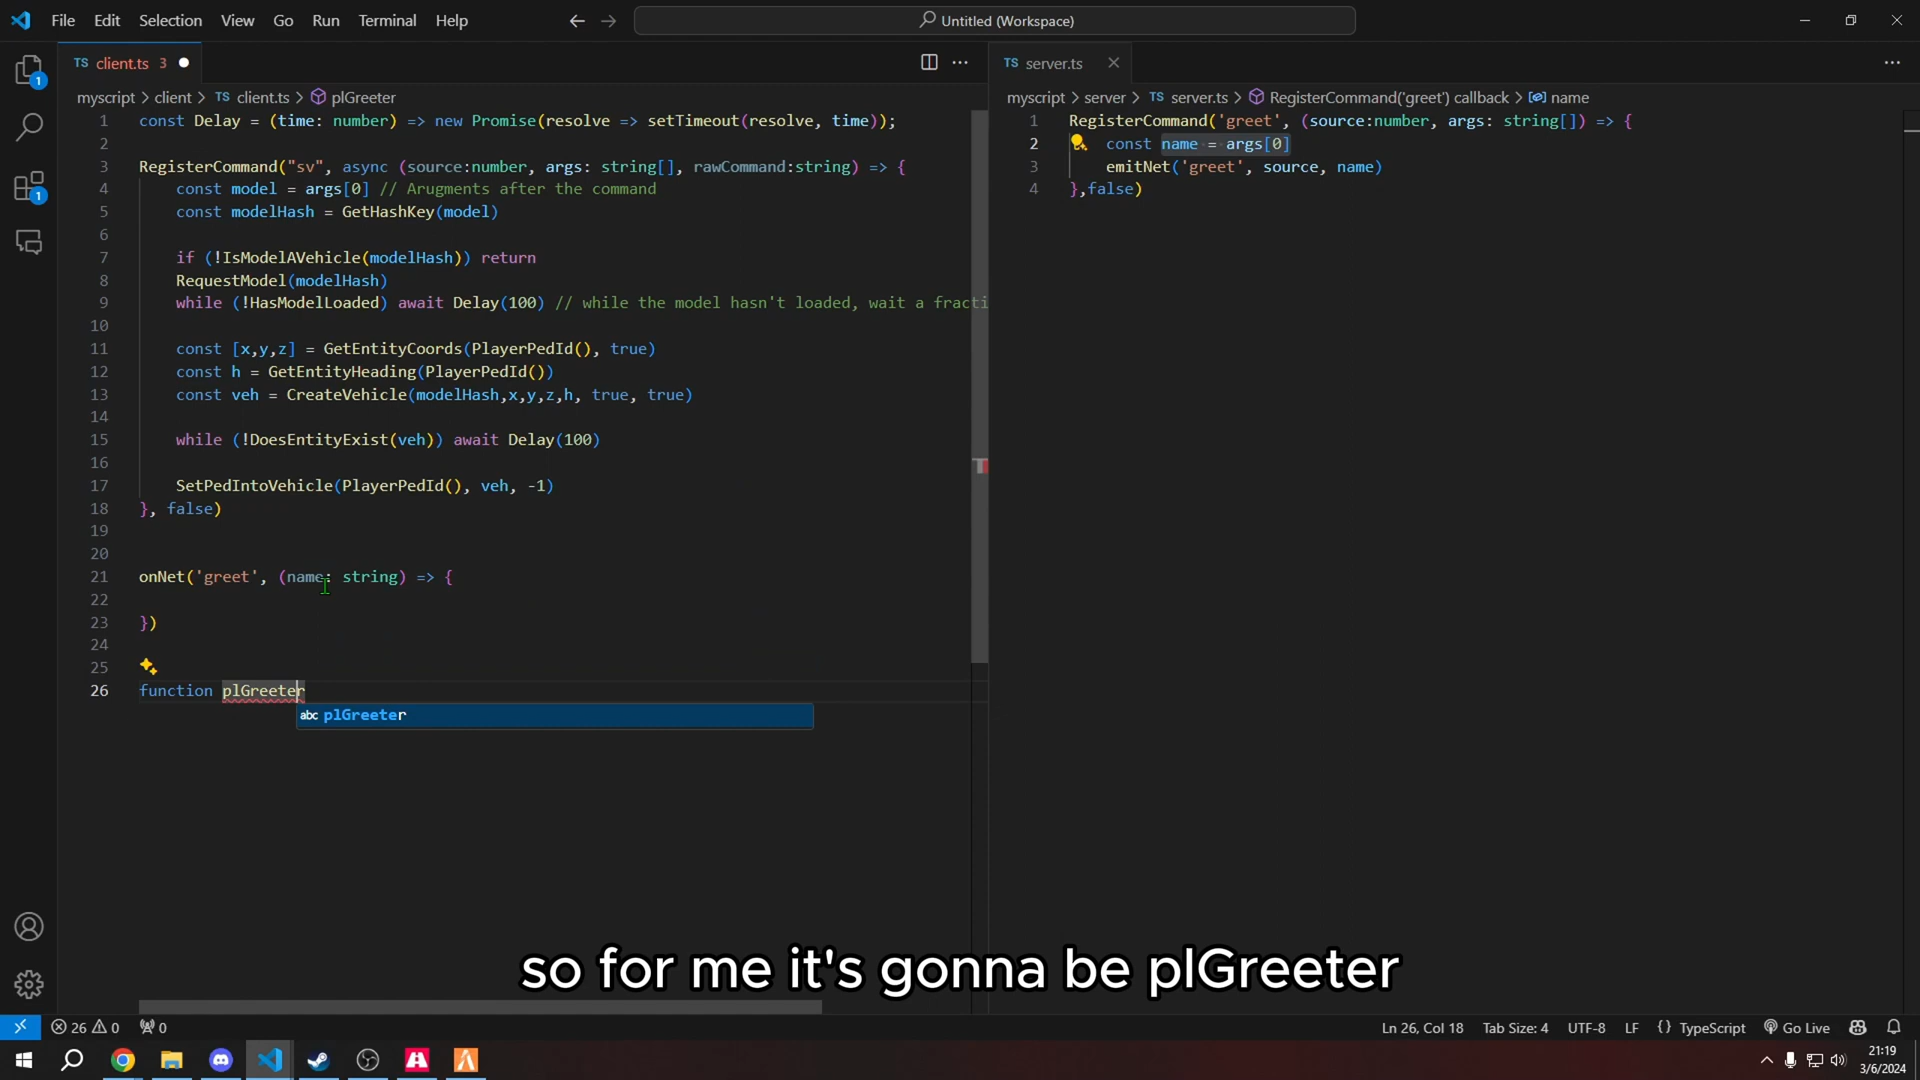 File Edit Selection View Go Run Terminal Help
Untitled (Workspace)
TS client.ts 3
TS server.ts
myscript > client > TS client.ts > plGreeter
myscript > server > TS server.ts > RegisterCommand('greet') callback > name
1 const Delay = (time: number) => new Promise(resolve => setTimeout(resolve, time));
2
3 RegisterCommand("sv", async (source:number, args: string[], rawCommand:string) => {
4 const model = args[0] // Arugments after the command
5 const modelHash = GetHashKey(model)
6
7 if (!IsModelAVehicle(modelHash)) return
8 RequestModel(modelHash)
9 while (!HasModelLoaded) await Delay(100) // while the model hasn't loaded, wait a fracti
10
11 const [x,y,z] = GetEntityCoords(PlayerPedId(), true)
12 const h = GetEntityHeading(PlayerPedId())
13 const veh = CreateVehicle(modelHash,x,y,z,h, true, true)
14
15 while (!DoesEntityExist(veh)) await Delay(100)
16
17 SetPedIntoVehicle(PlayerPedId(), veh, -1)
18 }, false)
19
20
21 onNet('greet', (name: string) => {
22
23 })
24
25
26 function plGreeter
abc plGreeter
1 RegisterCommand('greet', (source:number, args: string[]) => {
2 const name = args[0]
3 emitNet('greet', source, name)
4 },false)
1
1
so for me it's gonna be plGreeter
26 0 0
Ln 26, Col 18 Tab Size: 4 UTF-8 LF {} TypeScript Go Live
21:19
3/6/2024